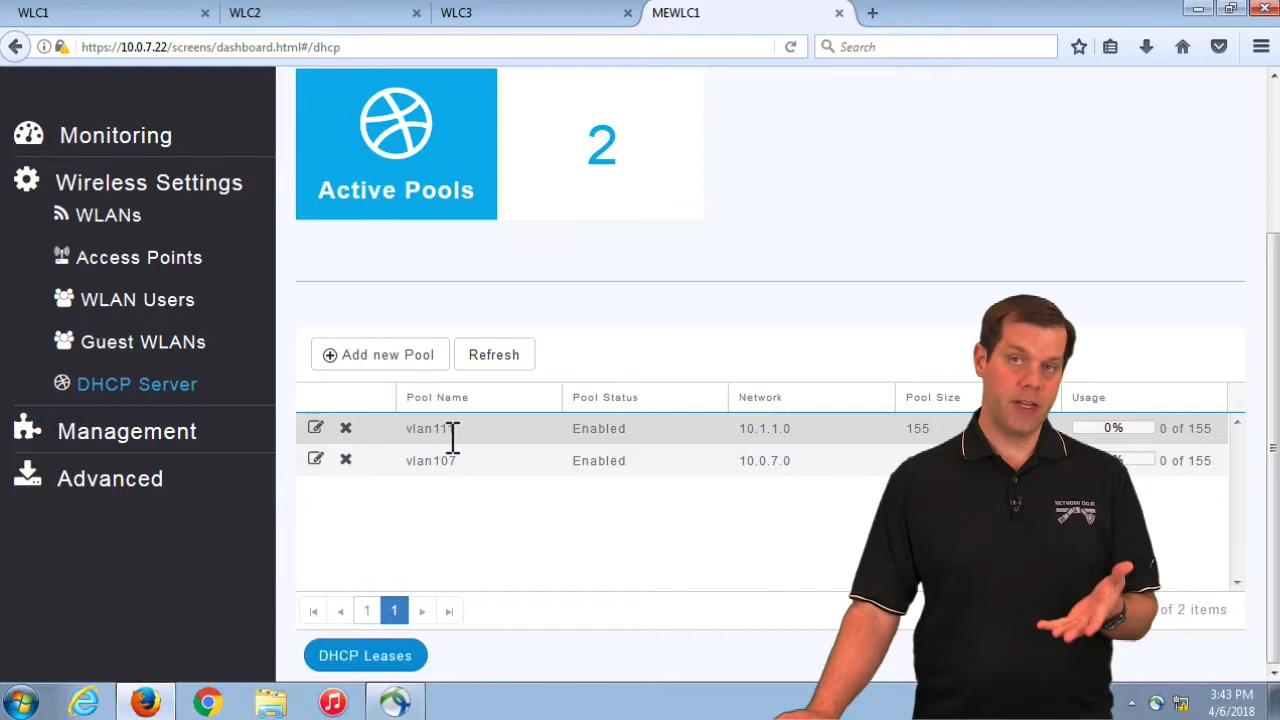 WLC1 WLC2 WLC3 MEWLC1
https://10.0.7.22/screens/dashboard.html#/dhcp Search
Monitoring
Wireless Settings
WLANs
Access Points
WLAN Users
Guest WLANs
DHCP Server
Management
Advanced
Active Pools
2
Add new Pool Refresh
Pool Name Pool Status Network Pool Size Usage
Enabled 10.1.1.0 155 0% 0 of 155
vlan107 Enabled 10.0.7.0 0 of 155
1 1 of 2 items
DHCP Leases
NETWORK DOJO
3:43 PM
4/6/2018